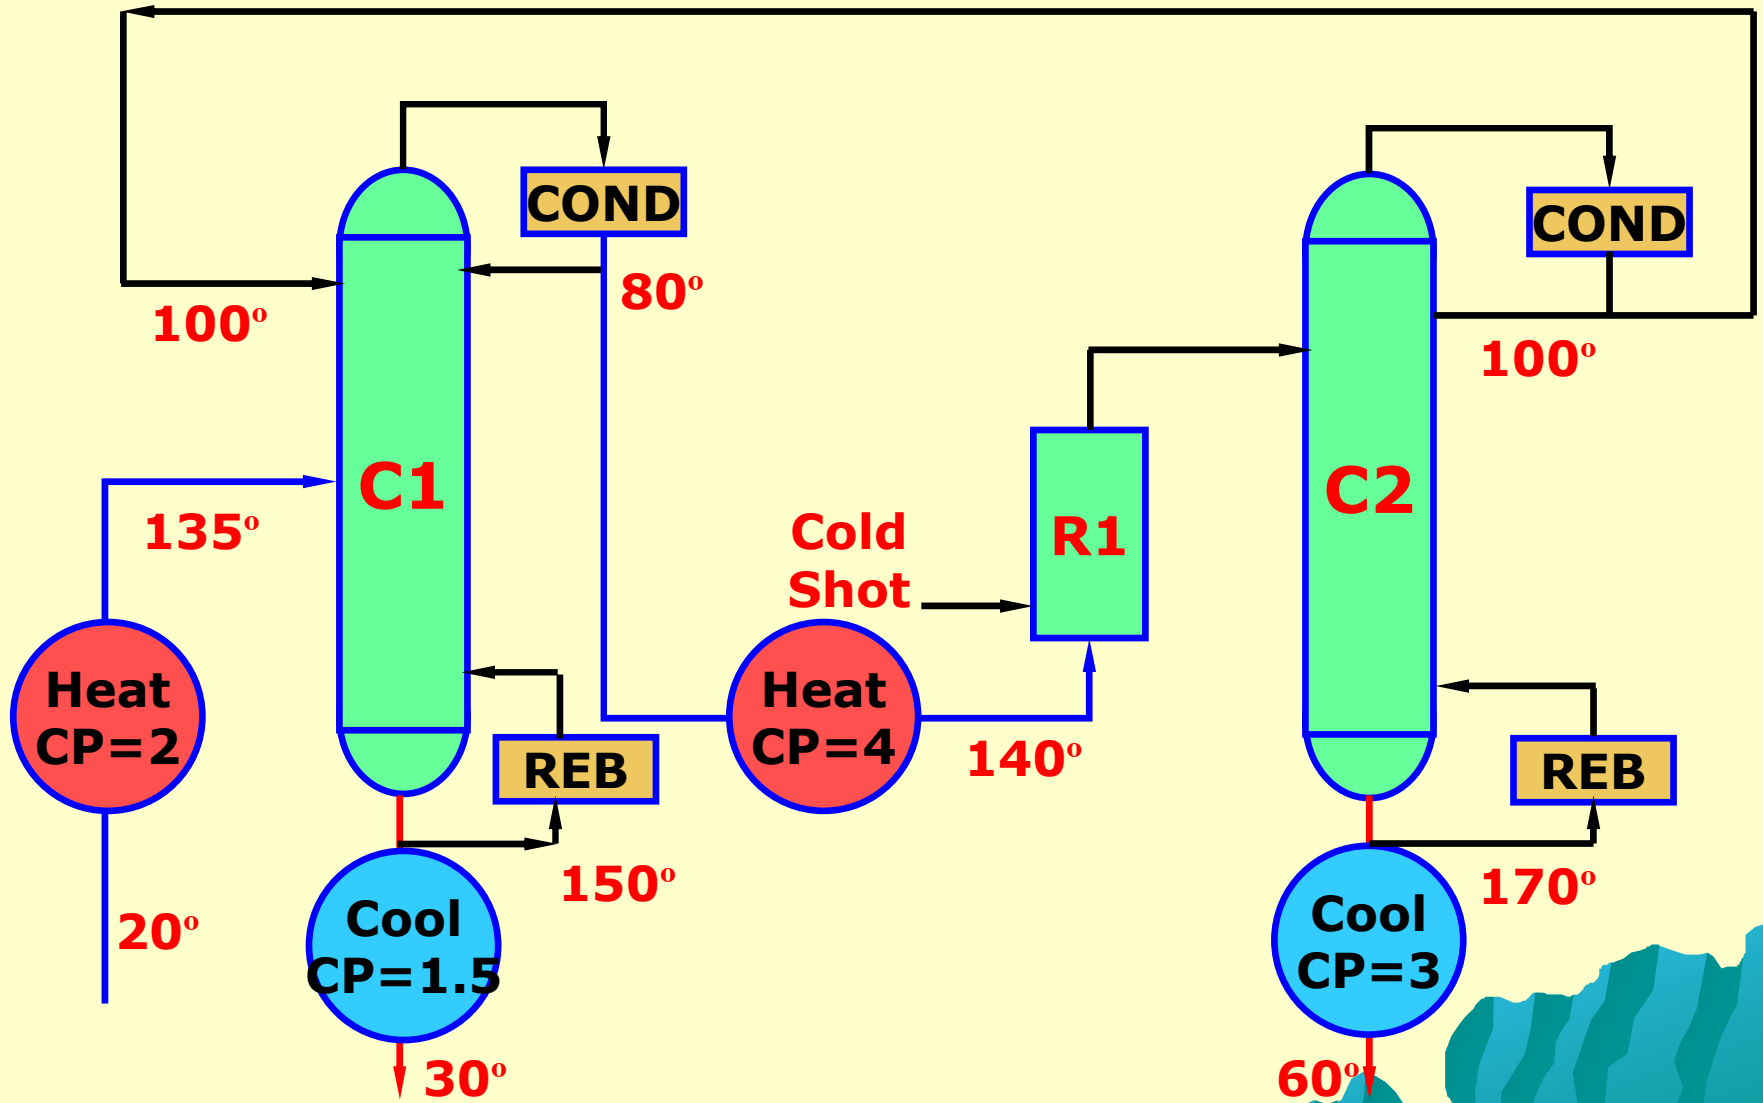 COND
COND
80°
100°
100°
C1
C2
135°
Cold
Shot
R1
Heat
CP=2
Heat
CP=4
140°
REB
REB
150°
170°
20°
Cool
CP=1.5
Cool
CP=3
30°
60°